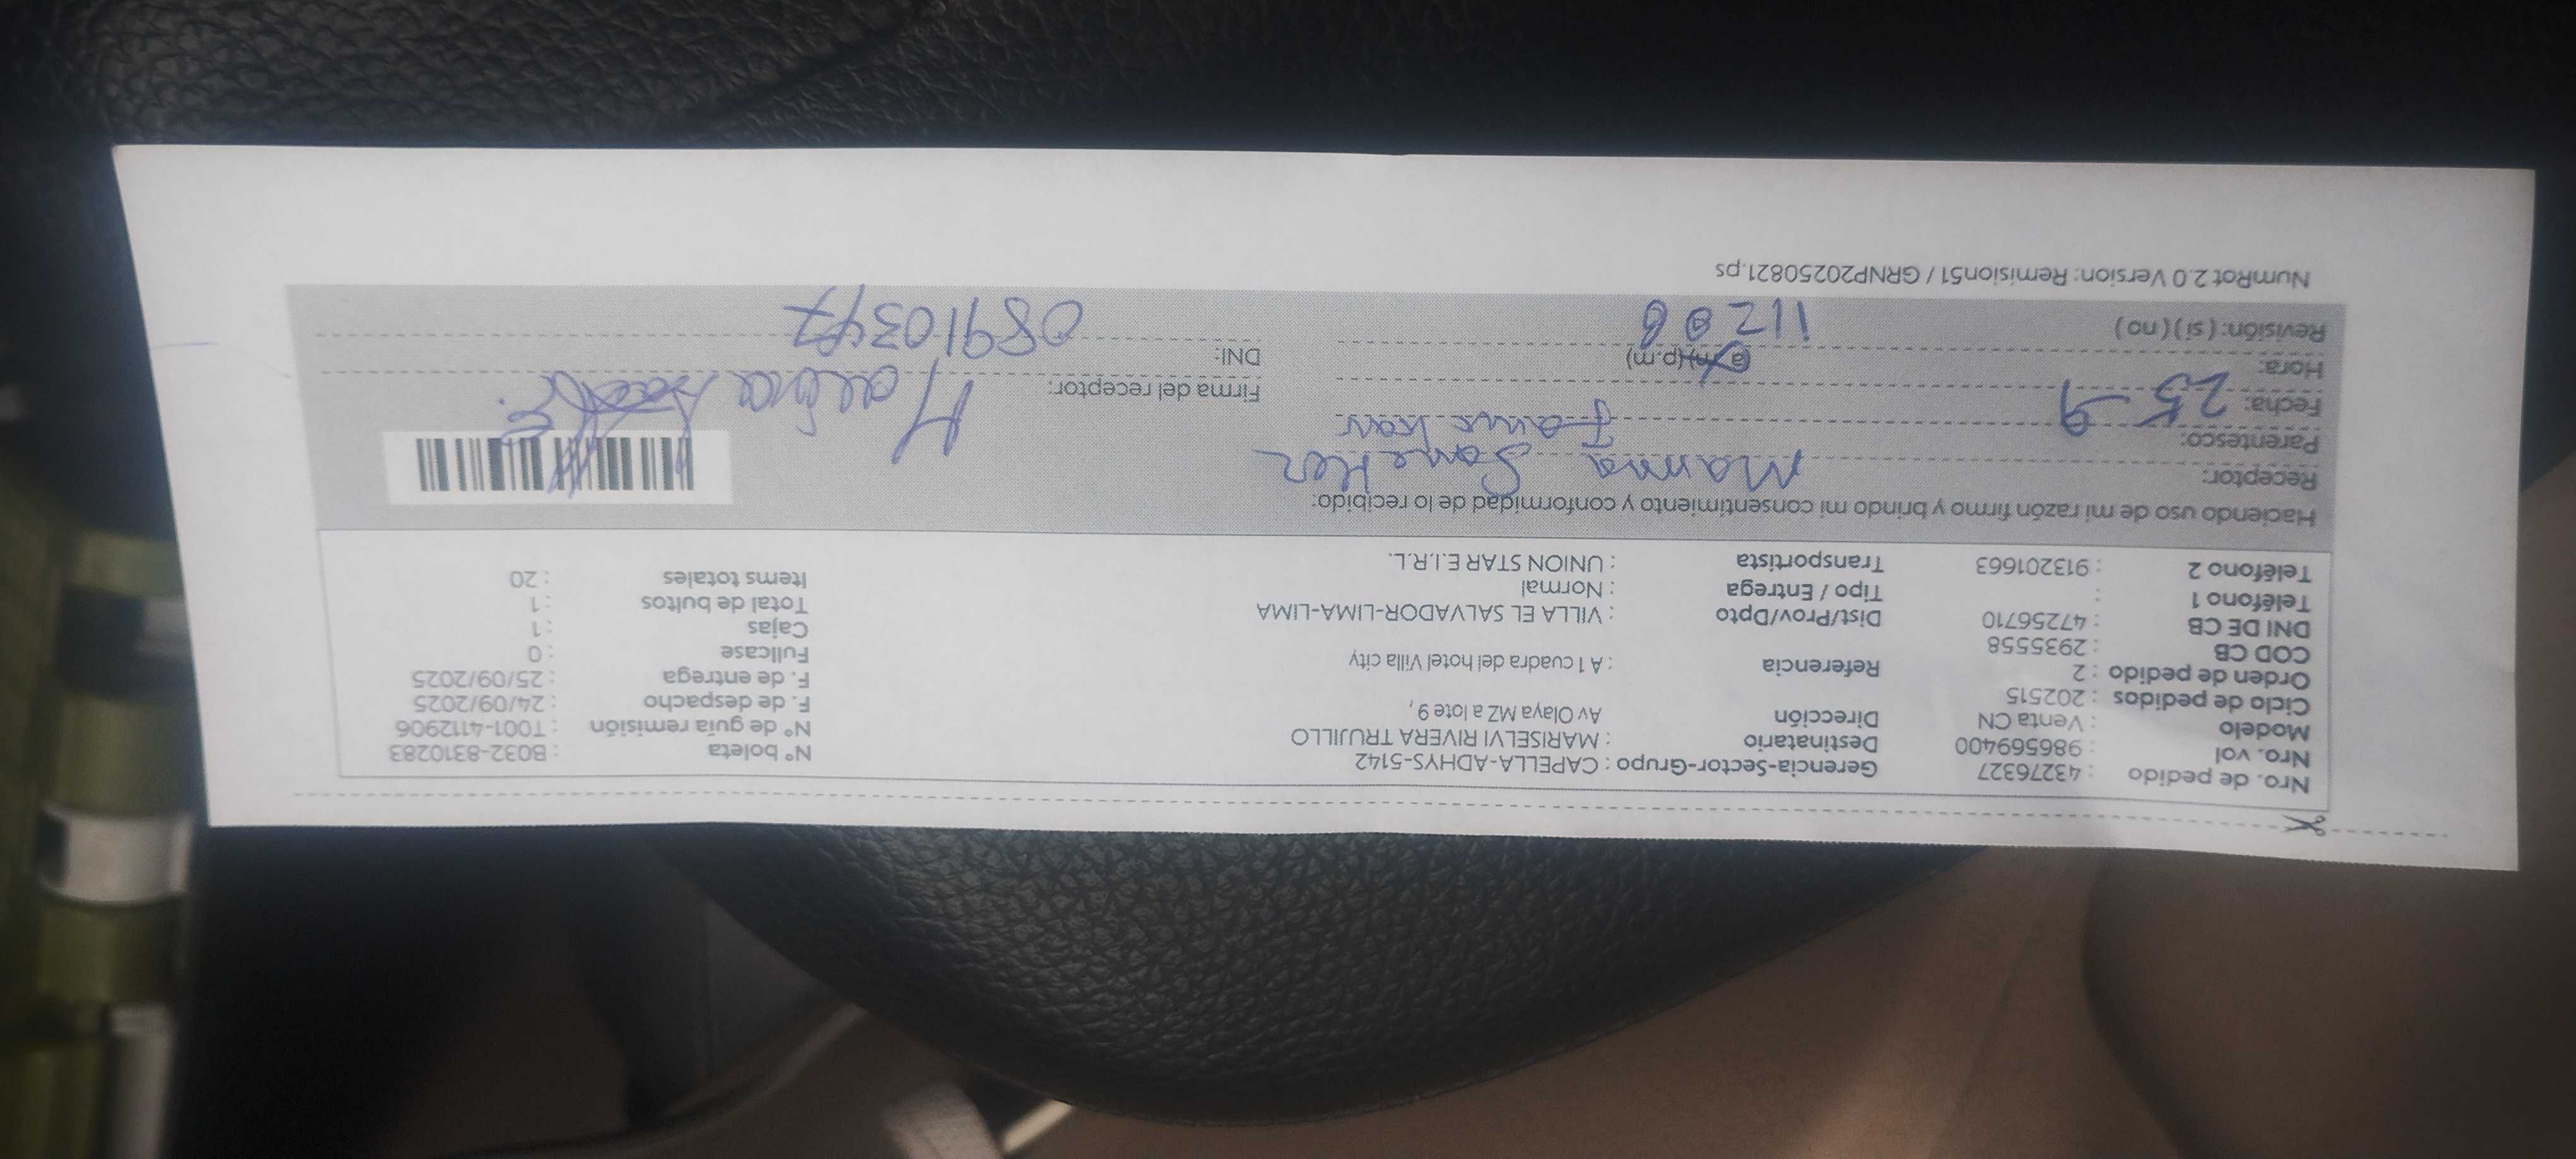 Nro. de pedido : 43276327
Nro. vol : 986569400
Modelo : Venta CN
Ciclo de pedidos : 202515
Orden de pedido : 2
COD CB : 2935558
DNI DE CB : 47256710
Teléfono 1 :
Teléfono 2 : 913201663
Gerencia-Sector-Grupo : CAPELLA-ADHYS-5142
Destinatario : MARISELVI RIVERA TRUJILLO
Dirección Av Olaya MZ a lote 9,
Referencia : A 1 cuadra del hotel Villa city
Dist/Prov/Dpto : VILLA EL SALVADOR-LIMA-LIMA
Tipo / Entrega : Normal
Transportista : UNION STAR E.I.R.L.
N° boleta : B032-8310283
N° de guía remisión : T001-4112906
F. de despacho : 24/09/2025
F. de entrega : 25/09/2025
Fullcase : 0
Cajas : 1
Total de bultos : 1
Items totales : 20
Haciendo uso de mi razón firmo y brindo mi consentimiento y conformidad de lo recibido:
Receptor:
Parentesco:
Fecha: 25-9
Hora: (a.m)(p.m)
Revisión: (si) (no)
Firma del receptor:
DNI: 08910347
NumRot 2.0 Version: Remision51 / GRNP20250821.ps